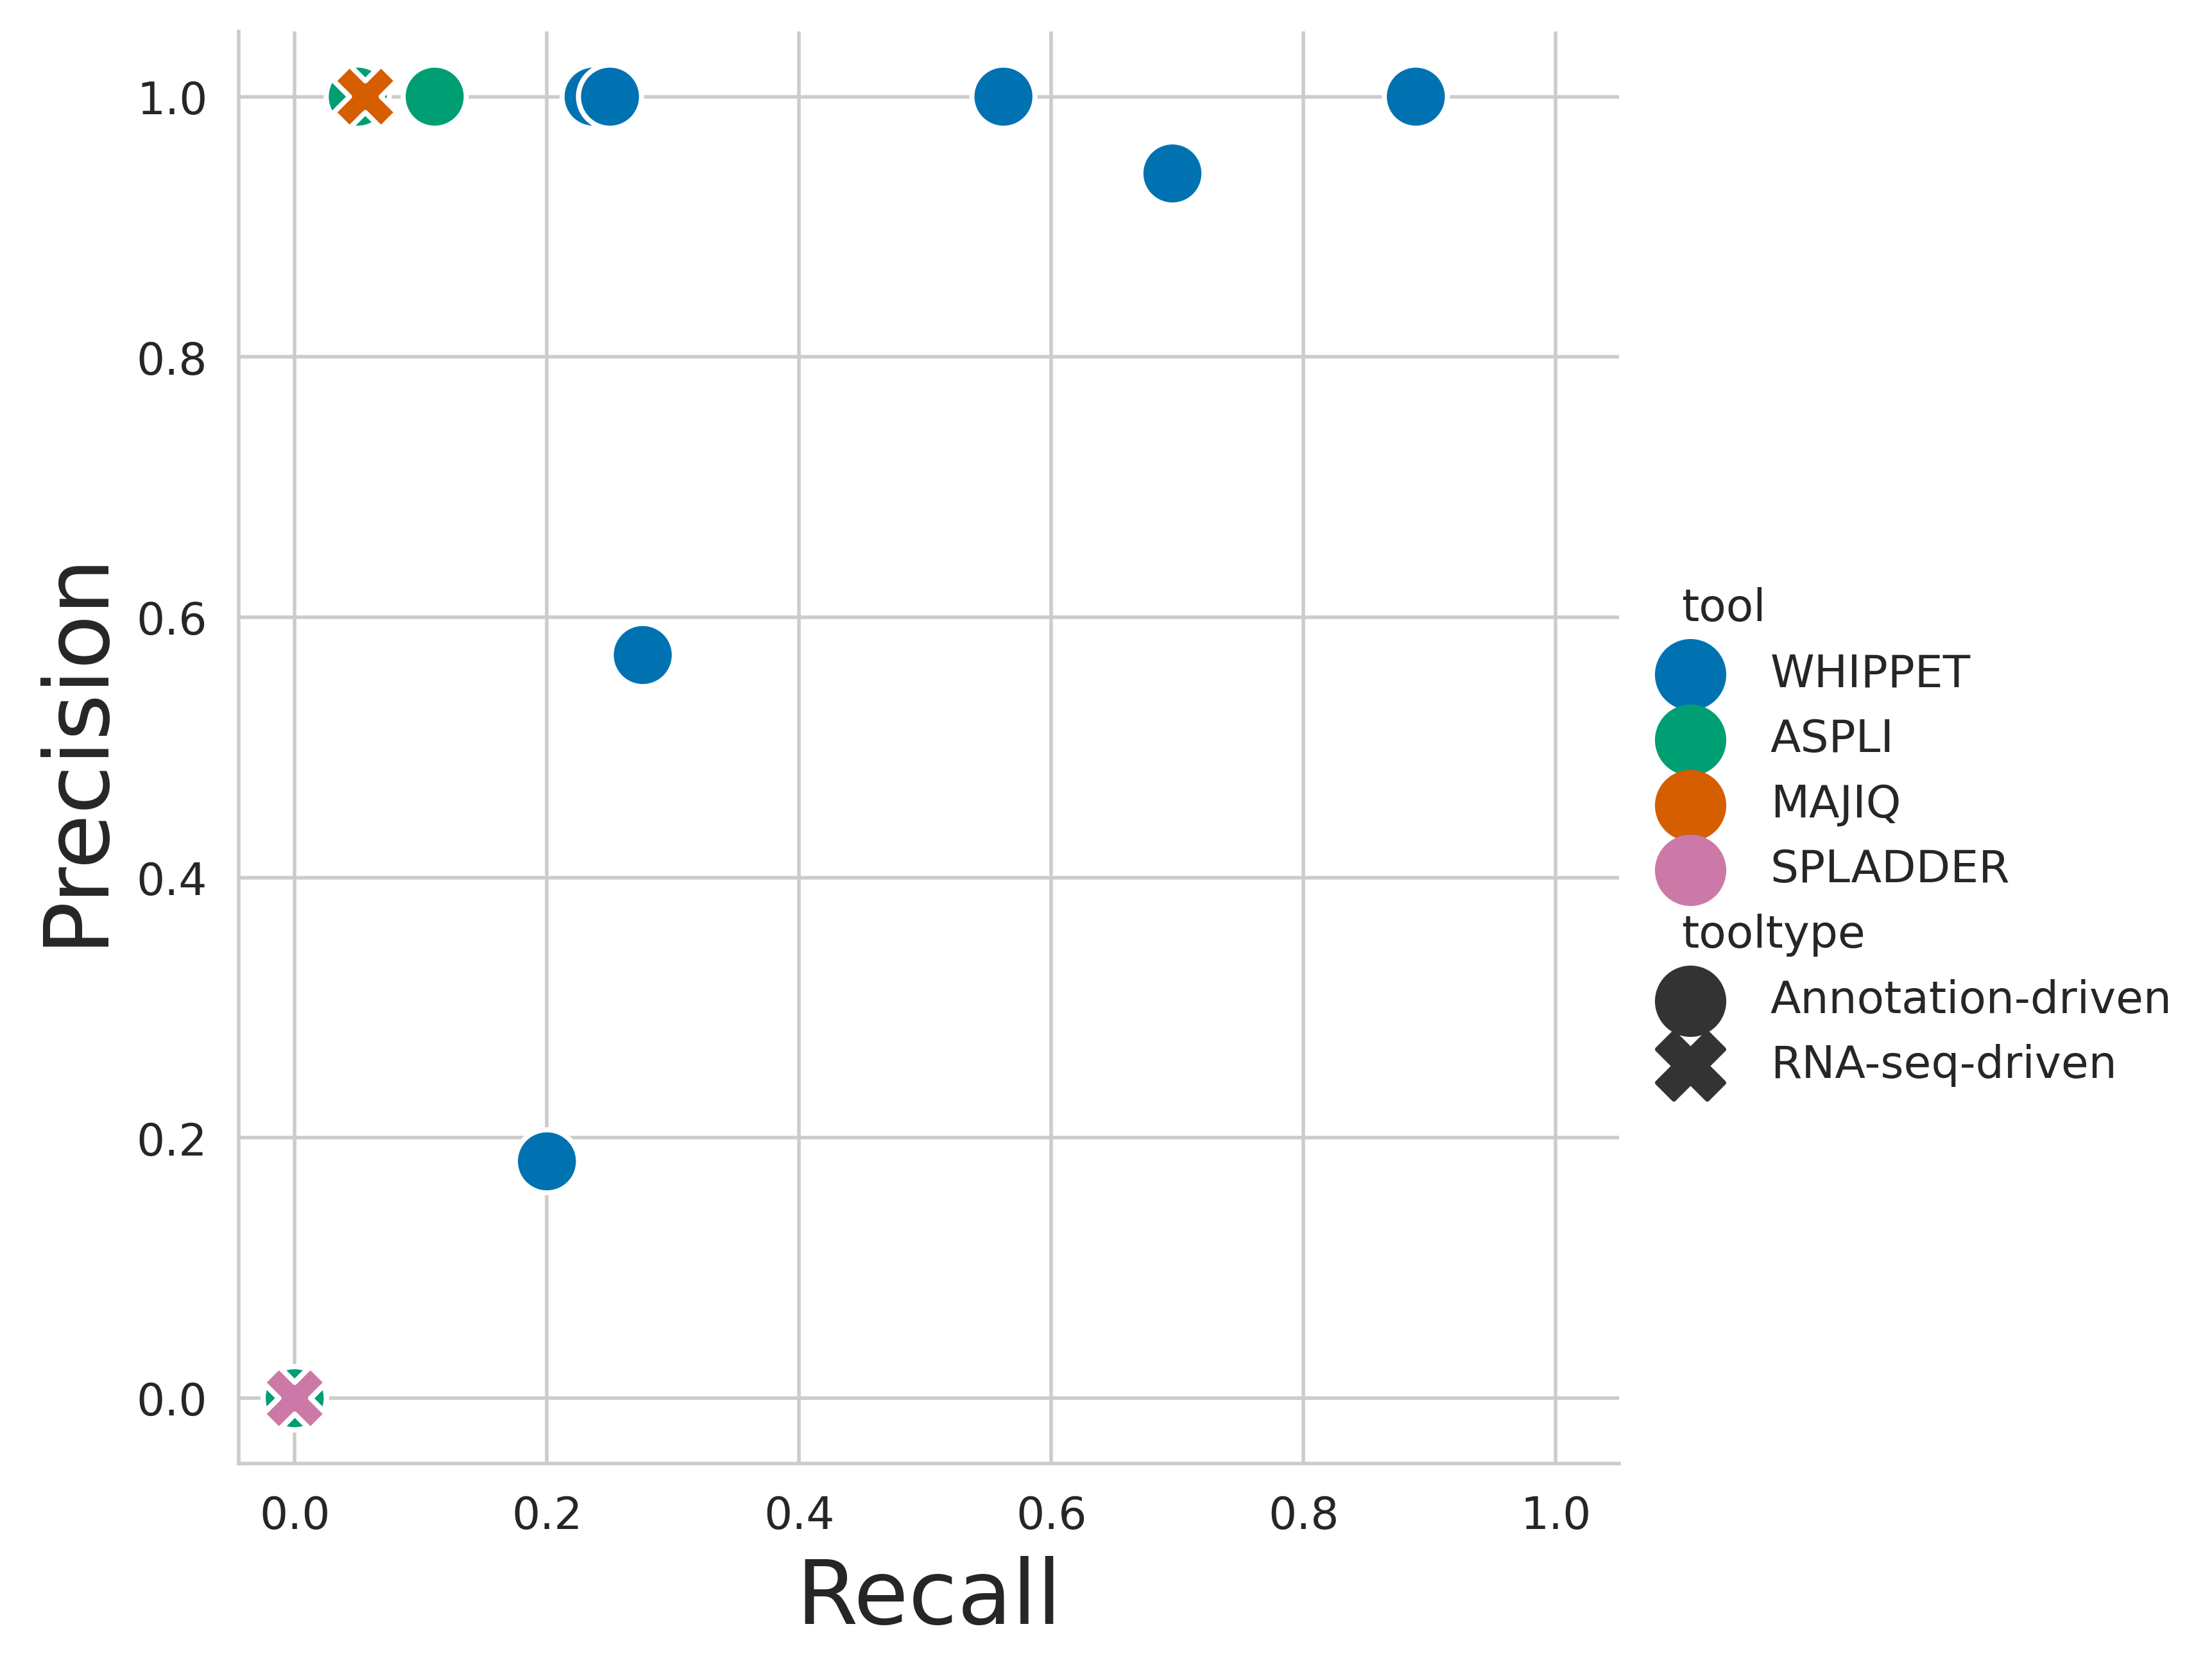 1.0
0.8
0.6
0.4
0.2
0.0
Precision
0.0 0.2 0.4 0.6 0.8 1.0
Recall
tool
WHIPPET
ASPLI
MAJIQ
SPLADDER
tooltype
Annotation-driven
RNA-seq-driven